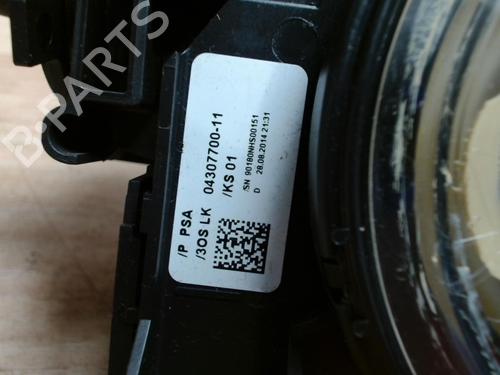 /P PSA
/3OS LK 04307700-11
/KS 01
/SN 90180NHS00151
D 28.08.2014 21:31
B-PARTS